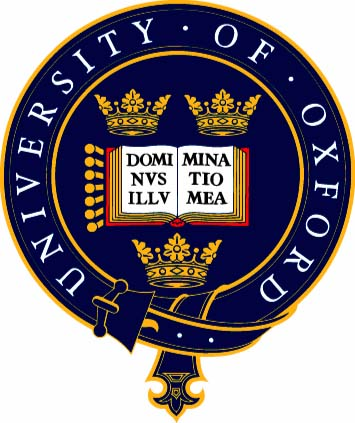 UNIVERSITY · OF · OXFORD
DOMI MINA
NVS TIO
ILLV MEA